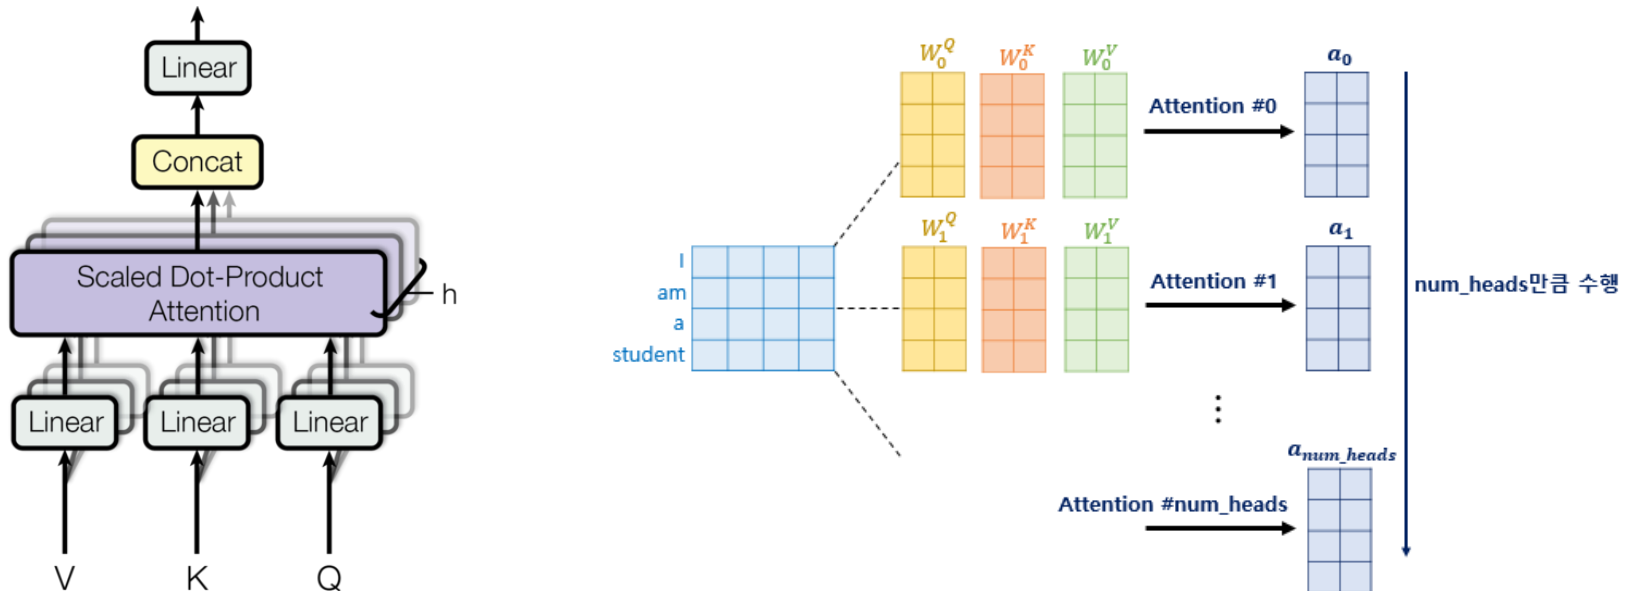 Linear
Concat
Scaled Dot-Product
Attention
h
Linear
Linear
Linear
V
K
Q
I
am
a
student
W_0^Q
W_0^K
W_0^V
Attention #0
a_0
W_1^Q
W_1^K
W_1^V
Attention #1
a_1
num_heads만큼 수행
⋮
a_num_heads
Attention #num_heads